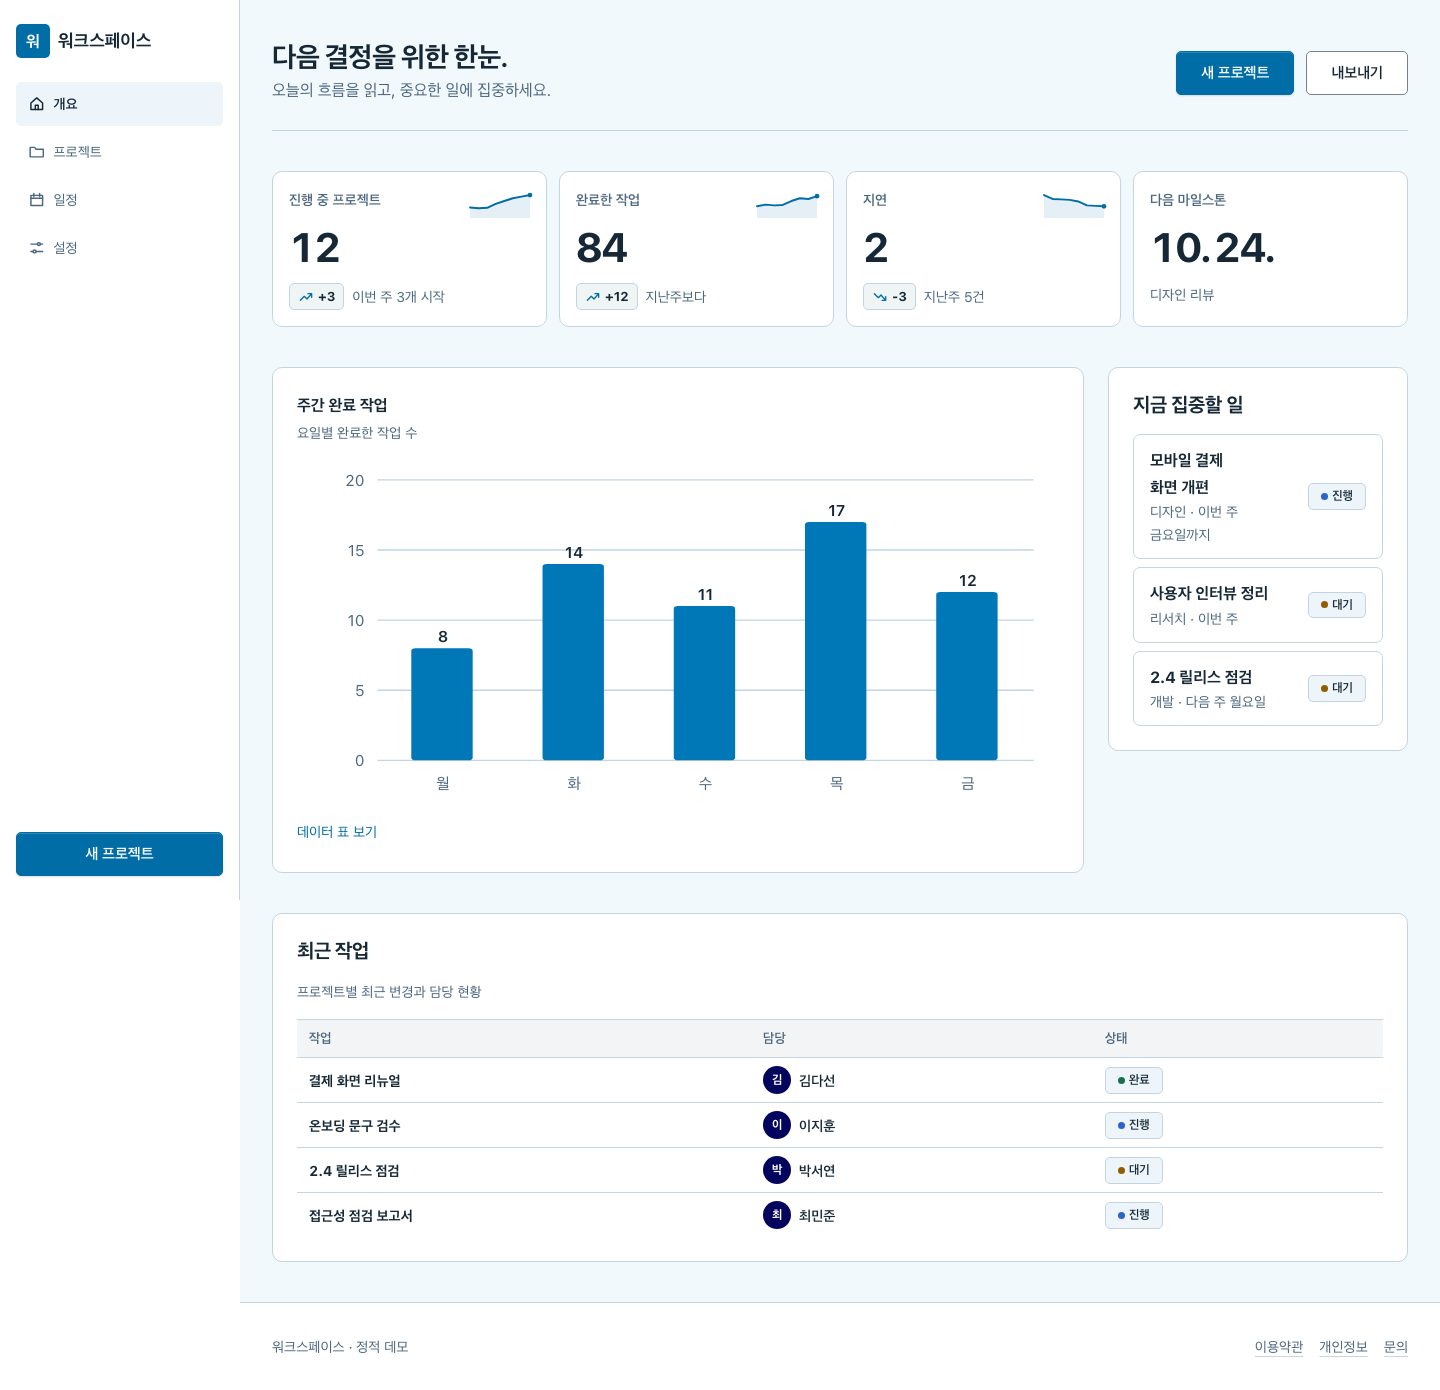 워 워크스페이스
개요
프로젝트
일정
설정
새 프로젝트
다음 결정을 위한 한눈.
오늘의 흐름을 읽고, 중요한 일에 집중하세요.
새 프로젝트
내보내기
진행 중 프로젝트
12
+3 이번 주 3개 시작
완료한 작업
84
+12 지난주보다
지연
2
-3 지난주 5건
다음 마일스톤
10.24.
디자인 리뷰
주간 완료 작업
요일별 완료한 작업 수
20
15
10
5
0
8
14
11
17
12
월 화 수 목 금
데이터 표 보기
지금 집중할 일
모바일 결제
화면 개편
디자인 · 이번 주
금요일까지
진행
사용자 인터뷰 정리
리서치 · 이번 주
대기
2.4 릴리스 점검
개발 · 다음 주 월요일
대기
최근 작업
프로젝트별 최근 변경과 담당 현황
작업 담당 상태
결제 화면 리뉴얼 김 김다선 완료
온보딩 문구 검수 이 이지훈 진행
2.4 릴리스 점검 박 박서연 대기
접근성 점검 보고서 최 최민준 진행
워크스페이스 · 정적 데모
이용약관 개인정보 문의